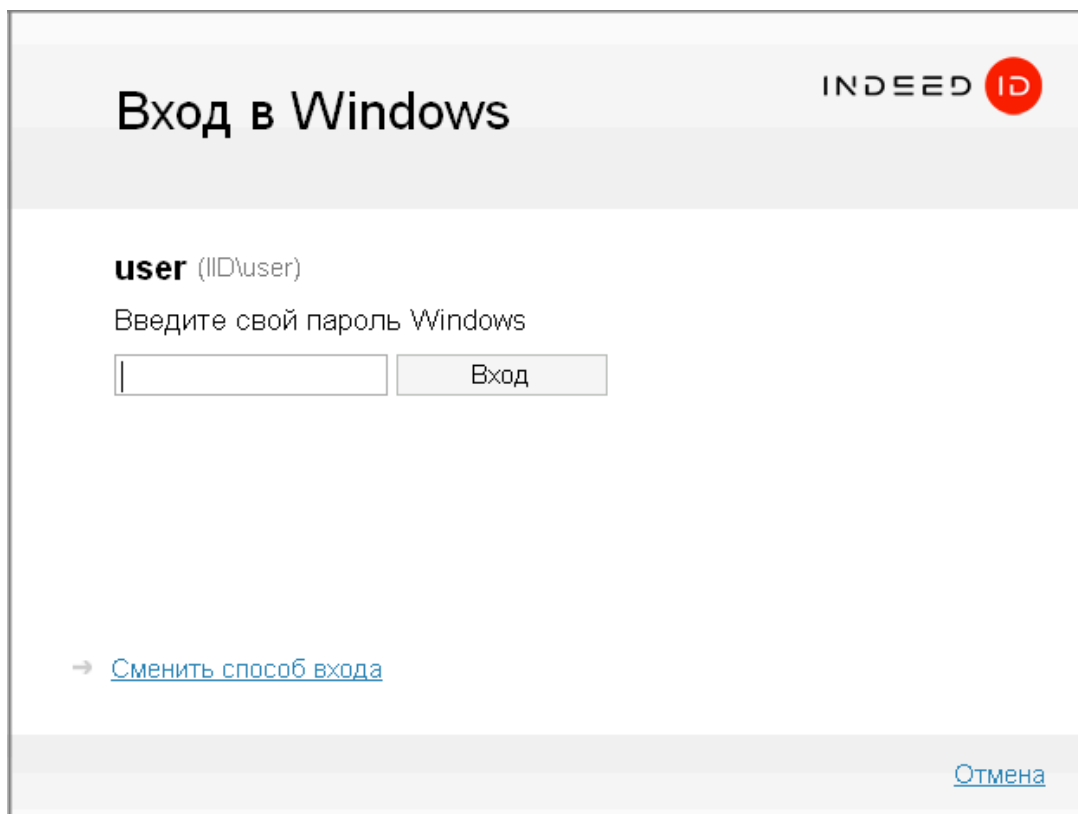 Вход в Windows
INDEED ID
user (IID\user)
Введите свой пароль Windows
Вход
Сменить способ входа
Отмена